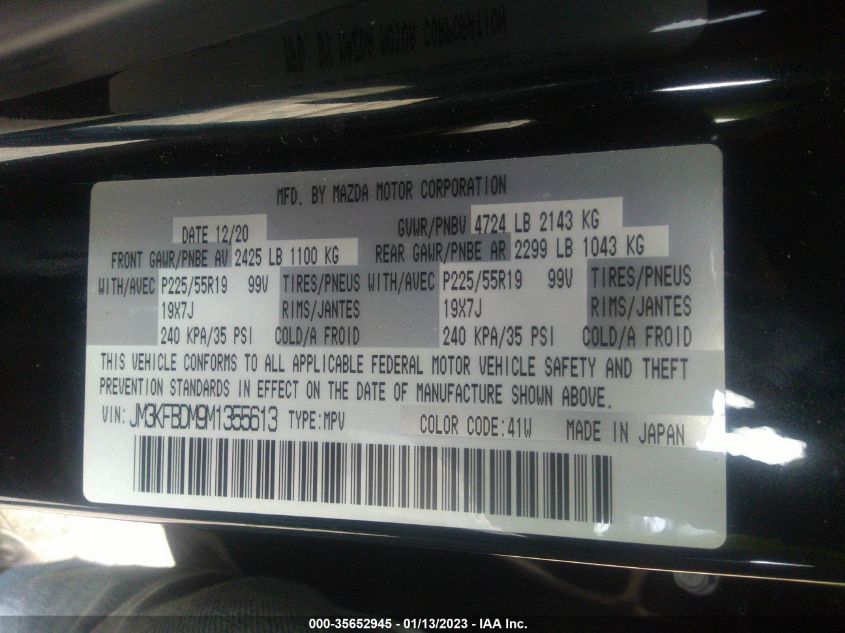 MFD. BY MAZDA MOTOR CORPORATION
DATE 12/20 GVWR/PNBV 4724 LB 2143 KG
FRONT GAWR/PNBE AV 2425 LB 1100 KG REAR GAWR/PNBE AR 2299 LB 1043 KG
WITH/AVEC P225/55R19 99V TIRES/PNEUS WITH/AVEC P225/55R19 99V TIRES/PNEUS
19X7J RIMS/JANTES 19X7J RIMS/JANTES
240 KPA/35 PSI COLD/A FROID 240 KPA/35 PSI COLD/A FROID
THIS VEHICLE CONFORMS TO ALL APPLICABLE FEDERAL MOTOR VEHICLE SAFETY AND THEFT
PREVENTION STANDARDS IN EFFECT ON THE DATE OF MANUFACTURE SHOWN ABOVE.
VIN: JM3KFBDM9M1355613 TYPE:MPV COLOR CODE:41W MADE IN JAPAN
000-35652945 - 01/13/2023 - IAA Inc.